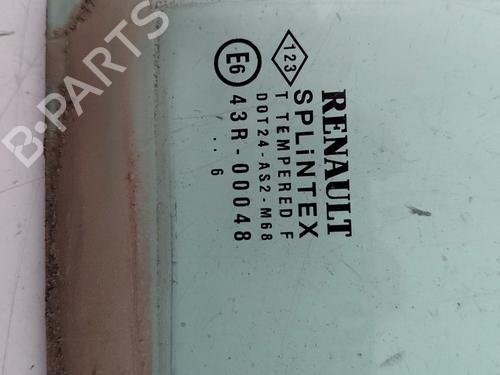 RENAULT
123
SPLiNTEX
T TEMPERED F
DOT24-AS2-M68
E6
43R-00048
.. 6
B-PARTS